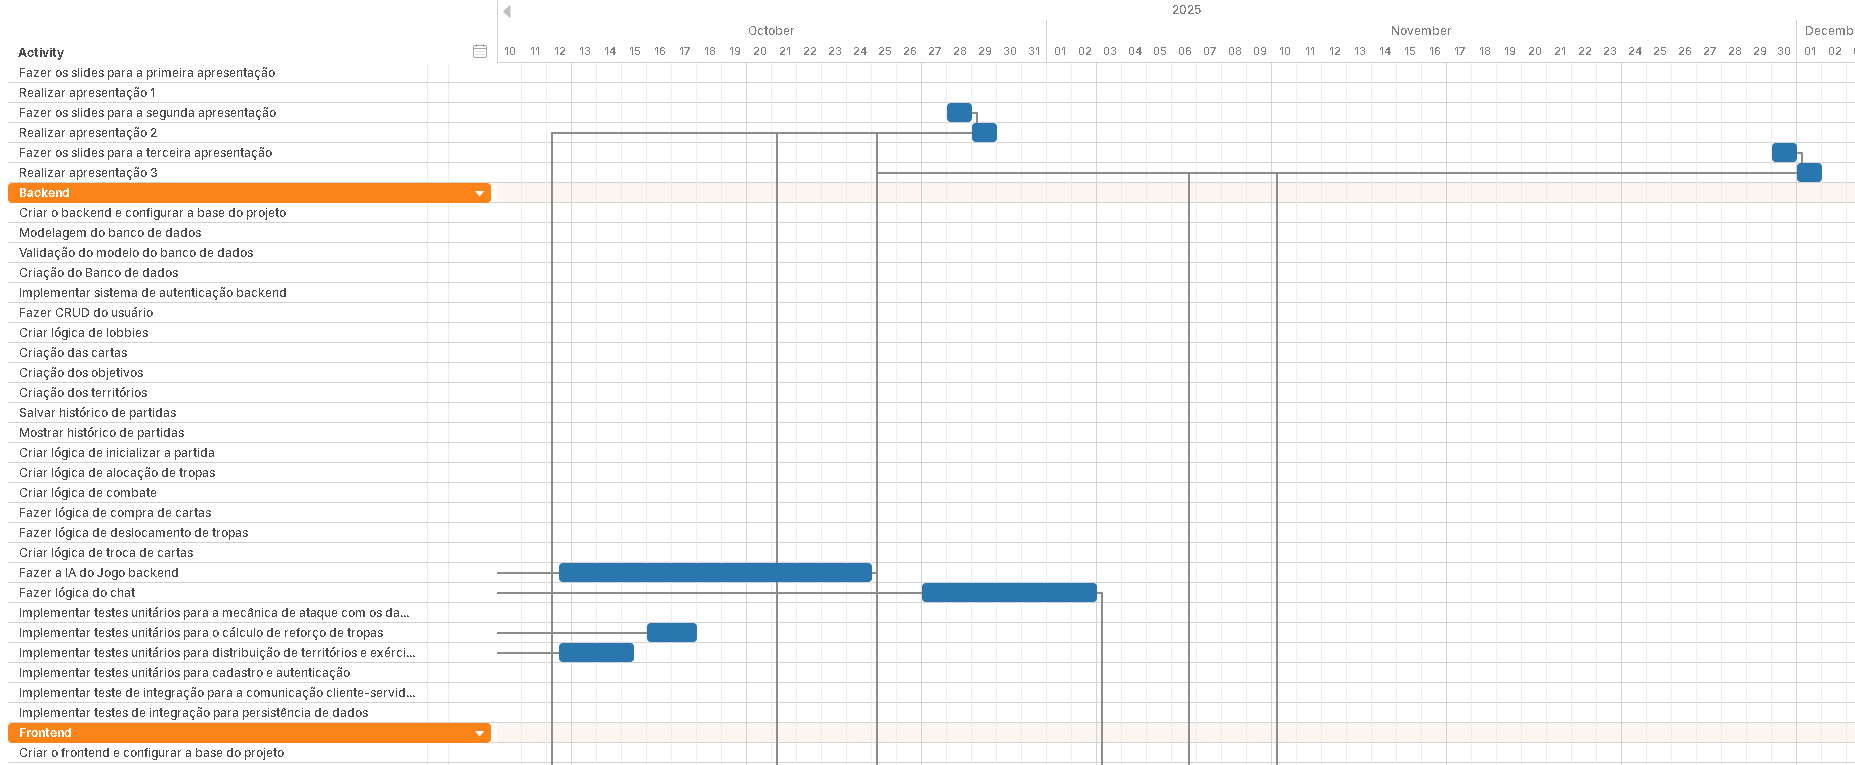 2025
October November Decemb
Activity 10 11 12 13 14 15 16 17 18 19 20 21 22 23 24 25 26 27 28 29 30 31 01 02 03 04 05 06 07 08 09 10 11 12 13 14 15 16 17 18 19 20 21 22 23 24 25 26 27 28 29 30 01 02
Fazer os slides para a primeira apresentação
Realizar apresentação 1
Fazer os slides para a segunda apresentação
Realizar apresentação 2
Fazer os slides para a terceira apresentação
Realizar apresentação 3
Backend
Criar o backend e configurar a base do projeto
Modelagem do banco de dados
Validação do modelo do banco de dados
Criação do Banco de dados
Implementar sistema de autenticação backend
Fazer CRUD do usuário
Criar lógica de lobbies
Criação das cartas
Criação dos objetivos
Criação dos territórios
Salvar histórico de partidas
Mostrar histórico de partidas
Criar lógica de inicializar a partida
Criar lógica de alocação de tropas
Criar lógica de combate
Fazer lógica de compra de cartas
Fazer lógica de deslocamento de tropas
Criar lógica de troca de cartas
Fazer a IA do Jogo backend
Fazer lógica do chat
Implementar testes unitários para a mecânica de ataque com os da...
Implementar testes unitários para o cálculo de reforço de tropas
Implementar testes unitários para distribuição de territórios e exérci...
Implementar testes unitários para cadastro e autenticação
Implementar teste de integração para a comunicação cliente-servid...
Implementar testes de integração para persistência de dados
Frontend
Criar o frontend e configurar a base do projeto